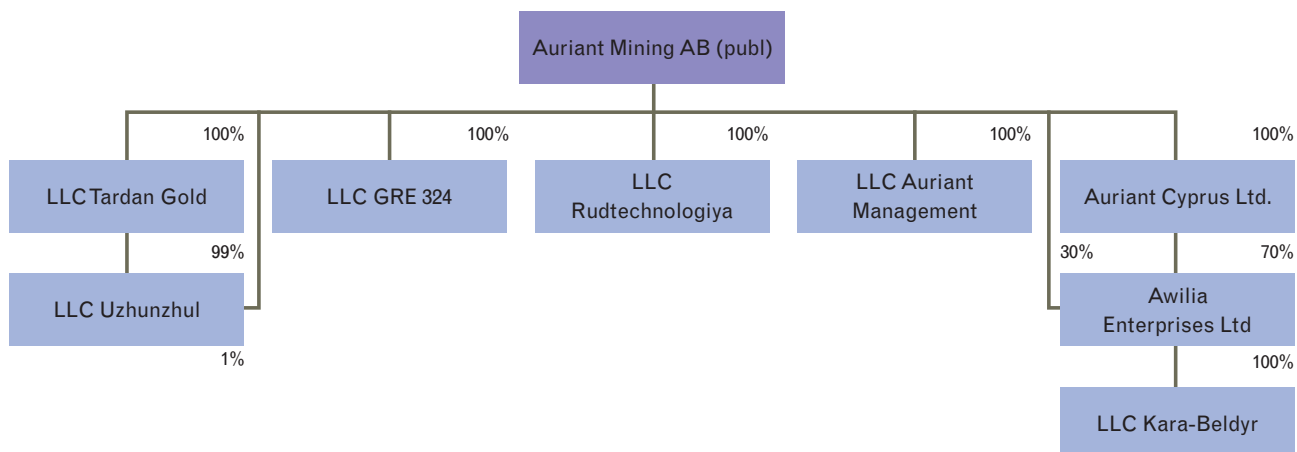 Auriant Mining AB (publ)
100%
100%
100%
100%
100%
LLC Tardan Gold
LLC GRE 324
LLC
Rudtechnologiya
LLC Auriant
Management
Auriant Cyprus Ltd.
99%
30%
70%
LLC Uzhunzhul
Awilia
Enterprises Ltd
1%
100%
LLC Kara-Beldyr